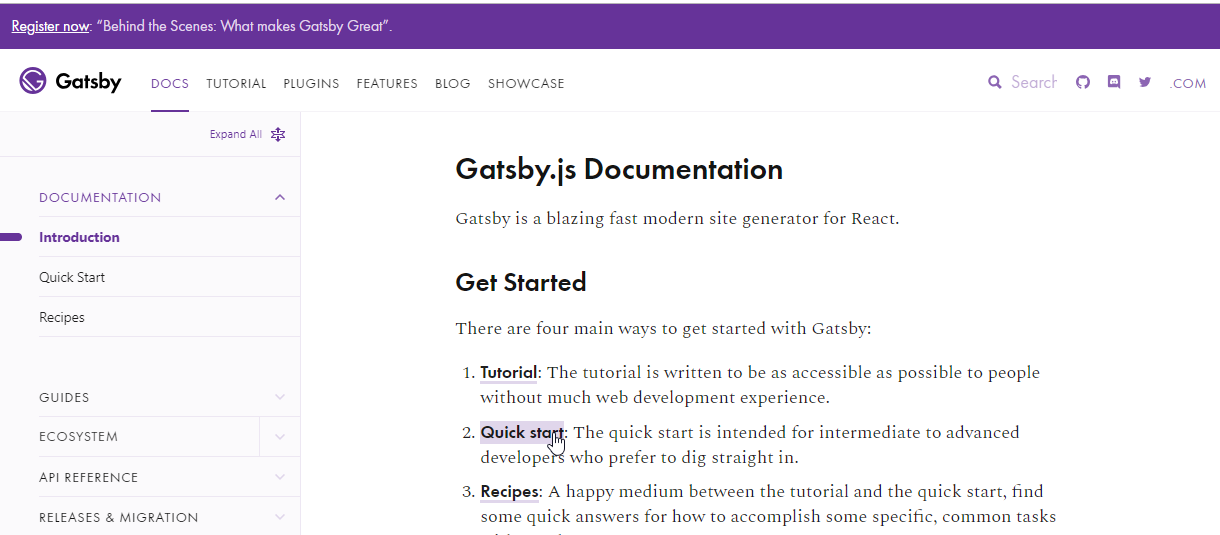 Register now: “Behind the Scenes: What makes Gatsby Great”.
Gatsby DOCS TUTORIAL PLUGINS FEATURES BLOG SHOWCASE Search .COM
Expand All
DOCUMENTATION
Introduction
Quick Start
Recipes
GUIDES
ECOSYSTEM
API REFERENCE
RELEASES & MIGRATION
Gatsby.js Documentation
Gatsby is a blazing fast modern site generator for React.
Get Started
There are four main ways to get started with Gatsby:
1. Tutorial: The tutorial is written to be as accessible as possible to people
without much web development experience.
2. Quick start: The quick start is intended for intermediate to advanced
developers who prefer to dig straight in.
3. Recipes: A happy medium between the tutorial and the quick start, find
some quick answers for how to accomplish some specific, common tasks